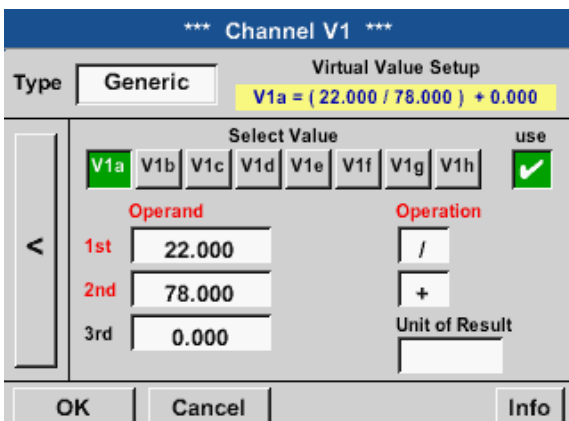 *** Channel V1 ***
Type Generic
Virtual Value Setup
V1a = ( 22.000 / 78.000 ) + 0.000
Select Value use
V1a V1b V1c V1d V1e V1f V1g V1h
Operand Operation
< 1st 22.000 /
2nd 78.000 +
3rd 0.000 Unit of Result
OK Cancel Info